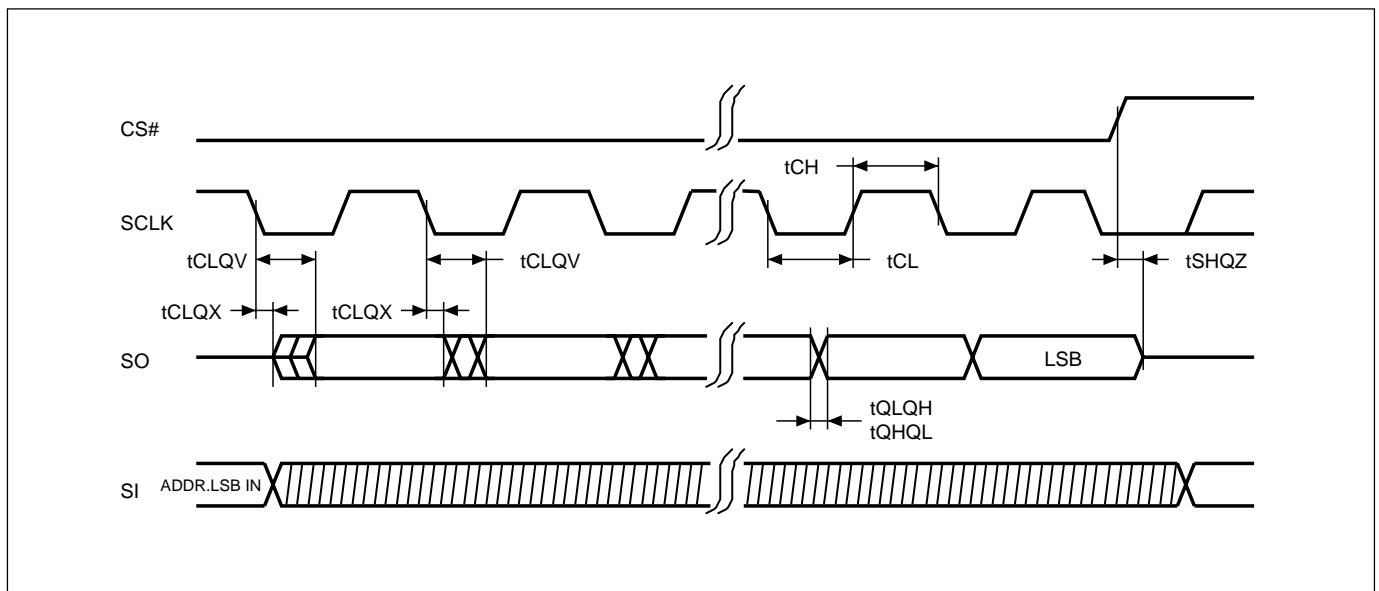 CS#
tCH
SCLK
tCLQV
tCLQV
tCL
tSHQZ
tCLQX
tCLQX
SO
LSB
tQLQH
tQHQL
SI
ADDR.LSB IN